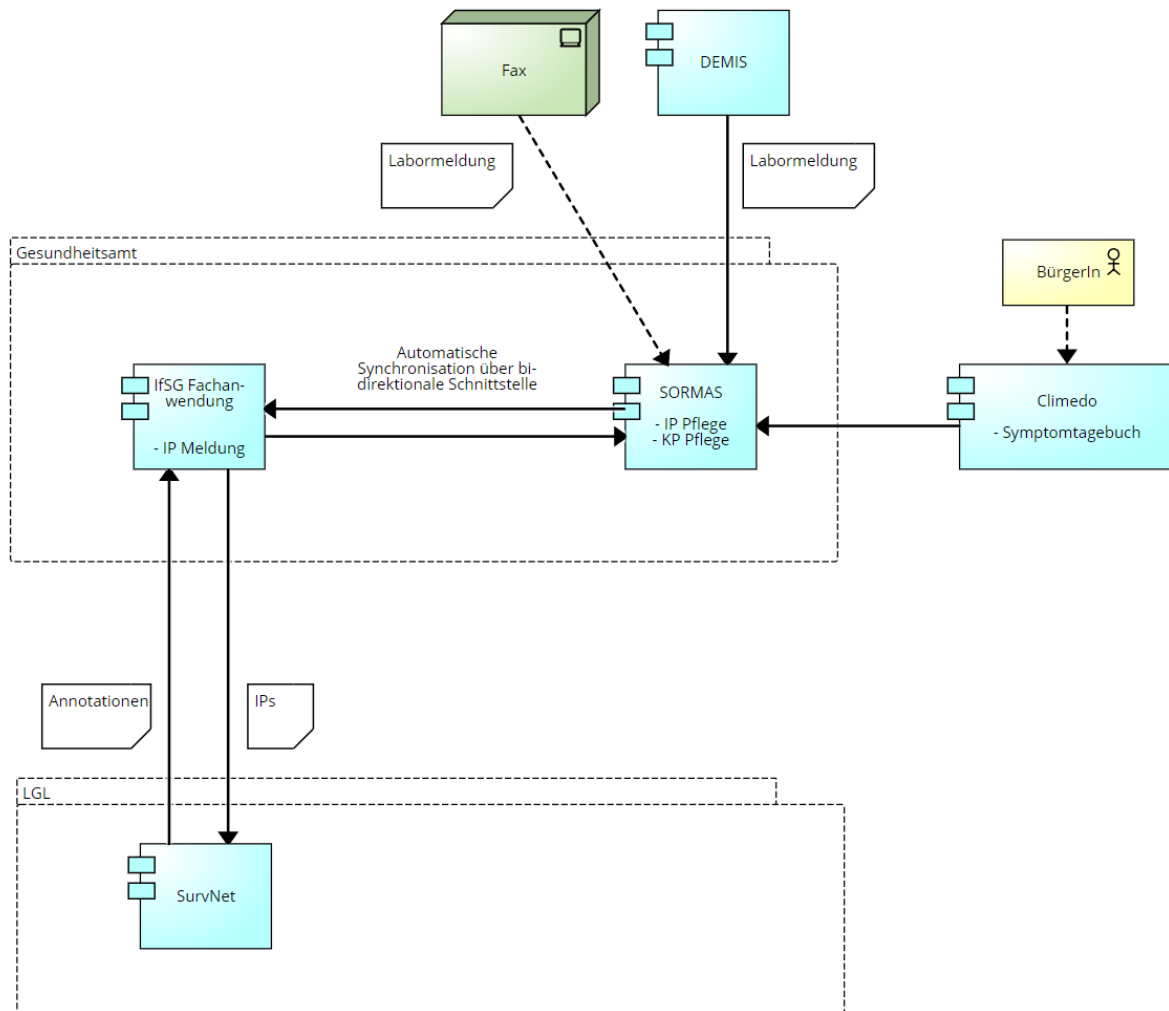 Fax
DEMIS
Labormeldung
Labormeldung
Gesundheitsamt
BürgerIn
Automatische
Synchronisation über bi-
direktionale Schnittstelle
IfSG Fachan-
wendung
- IP Meldung
SORMAS
- IP Pflege
- KP Pflege
Climedo
- Symptomtagebuch
Annotationen
IPs
LGL
SurvNet